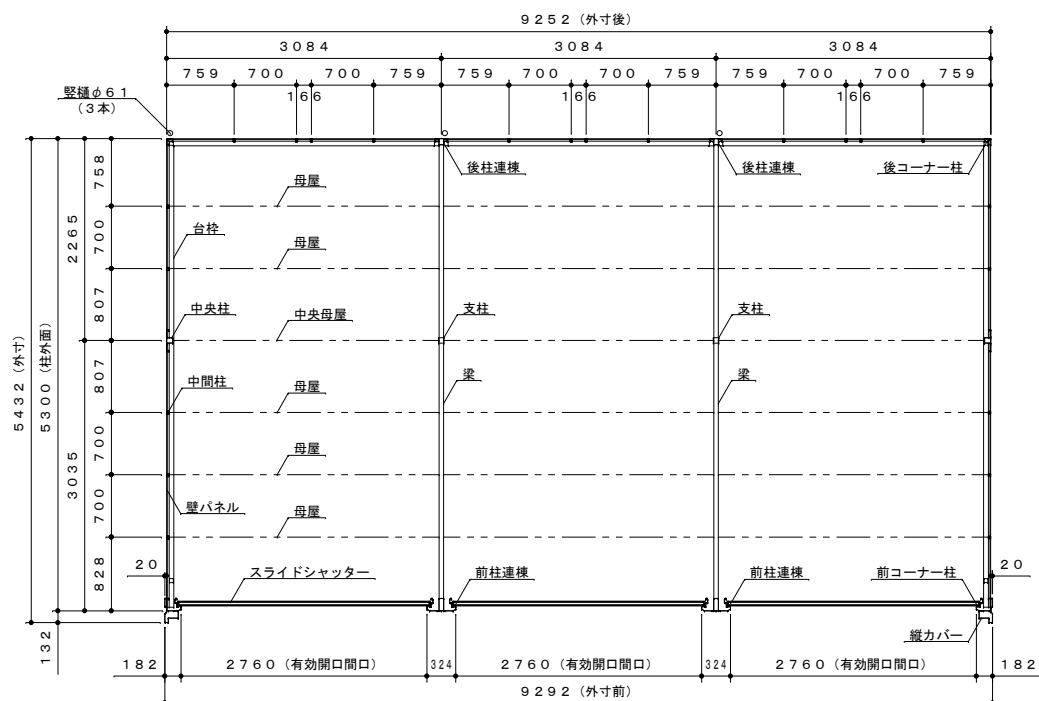 ９２５２（外寸後）
３０８４ ３０８４ ３０８４
７５９ ７００ ７００ ７５９ ７５９ ７００ ７００ ７５９ ７５９ ７００ ７００ ７５９
１６６ １６６ １６６
竪樋φ６１
（３本）
後柱連棟 後柱連棟 後コーナー柱
７５８
母屋
２２６５
台枠
７００
母屋
８０７
中央柱 中央母屋 支柱 支柱
５４３２（外寸）
５３００（柱外面）
８０７
中間柱 母屋 梁 梁
７００
母屋
３０３５
壁パネル
７００
母屋
８２８
２０ スライドシャッター 前柱連棟 前柱連棟 前コーナー柱 ２０
縦カバー
１３２
１８２ ２７６０（有効開口間口） ３２４ ２７６０（有効開口間口） ３２４ ２７６０（有効開口間口） １８２
９２９２（外寸前）